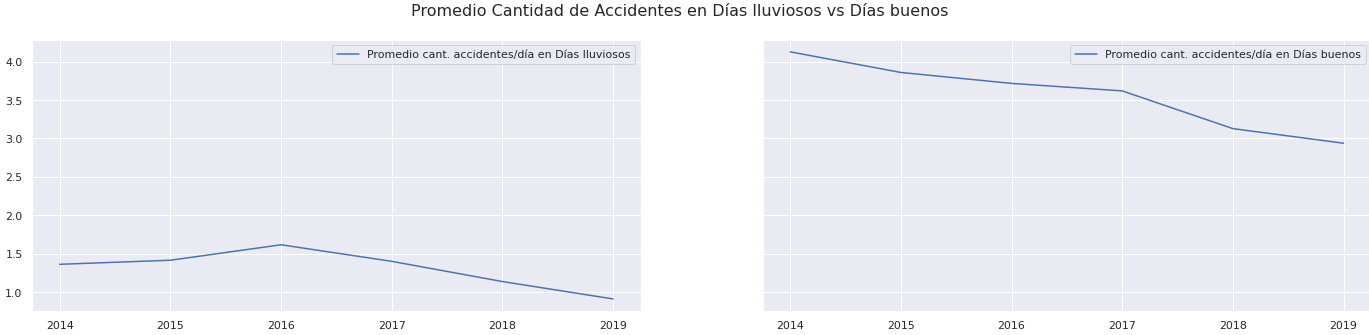 Promedio Cantidad de Accidentes en Días lluviosos vs Días buenos
Promedio cant. accidentes/día en Días lluviosos
4.0
3.5
3.0
2.5
2.0
1.5
1.0
2014 2015 2016 2017 2018 2019
Promedio cant. accidentes/día en Días buenos
2014 2015 2016 2017 2018 2019